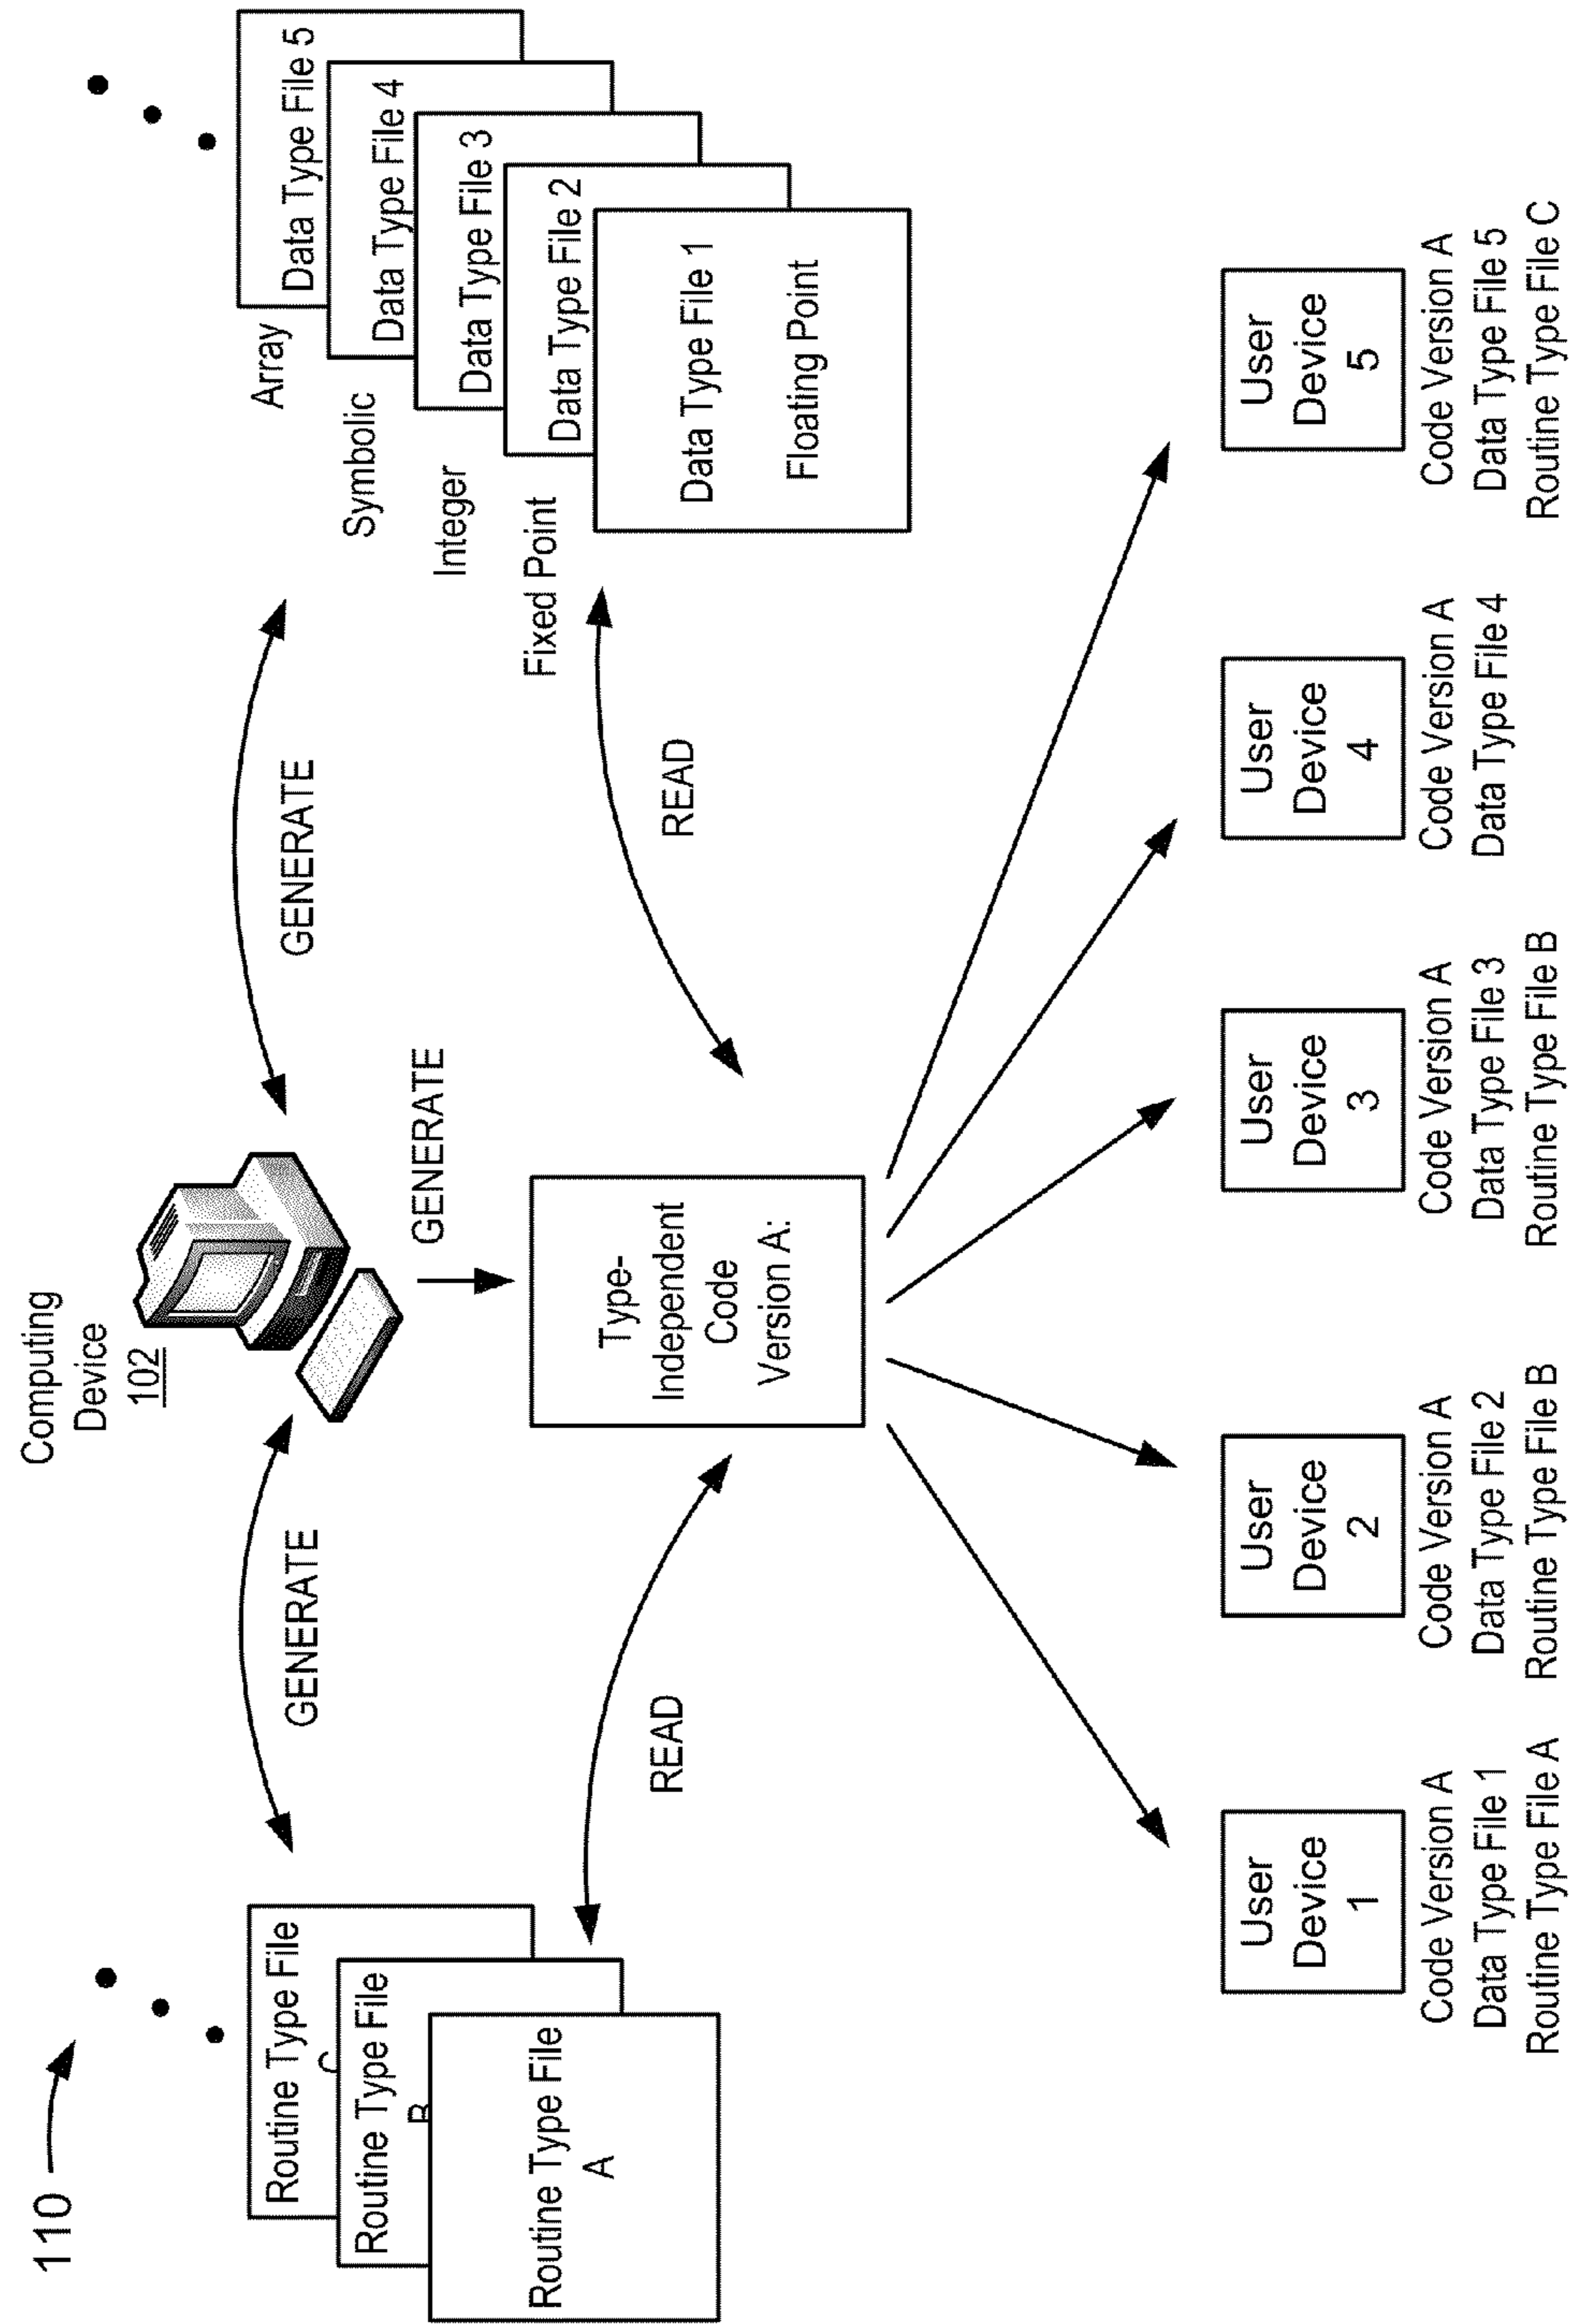 110
Computing
Device
102
Routine Type File
C
Routine Type File
B
Routine Type File
A
GENERATE
GENERATE
GENERATE
READ
READ
Type-
Independent
Code
Version A:
Array
Data Type File 5
Symbolic
Data Type File 4
Integer
Data Type File 3
Fixed Point
Data Type File 2
Data Type File 1
Floating Point
User
Device
1
Code Version A
Data Type File 1
Routine Type File A
User
Device
2
Code Version A
Data Type File 2
Routine Type File B
User
Device
3
Code Version A
Data Type File 3
Routine Type File B
User
Device
4
Code Version A
Data Type File 4
User
Device
5
Code Version A
Data Type File 5
Routine Type File C